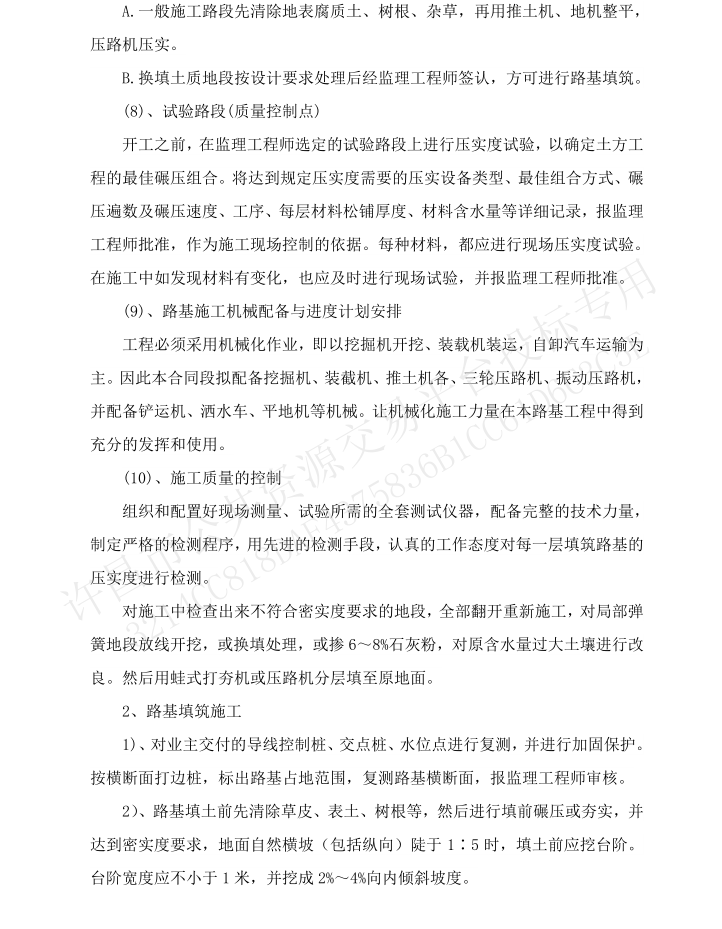 A.一般施工路段先清除地表腐质土、树根、杂草，再用推土机、地机整平，
压路机压实。
B.换填土质地段按设计要求处理后经监理工程师签认，方可进行路基填筑。
(8)、试验路段(质量控制点)
开工之前，在监理工程师选定的试验路段上进行压实度试验，以确定土方工
程的最佳碾压组合。将达到规定压实度需要的压实设备类型、最佳组合方式、碾
压遍数及碾压速度、工序、每层材料松铺厚度、材料含水量等详细记录，报监理
工程师批准，作为施工现场控制的依据。每种材料，都应进行现场压实度试验。
在施工中如发现材料有变化，也应及时进行现场试验，并报监理工程师批准。
(9)、路基施工机械配备与进度计划安排
工程必须采用机械化作业，即以挖掘机开挖、装载机装运，自卸汽车运输为
主。因此本合同段拟配备挖掘机、装截机、推土机各、三轮压路机、振动压路机，
并配备铲运机、洒水车、平地机等机械。让机械化施工力量在本路基工程中得到
充分的发挥和使用。
(10)、施工质量的控制
组织和配置好现场测量、试验所需的全套测试仪器，配备完整的技术力量，
制定严格的检测程序，用先进的检测手段，认真的工作态度对每一层填筑路基的
压实度进行检测。
对施工中检查出来不符合密实度要求的地段，全部翻开重新施工，对局部弹
簧地段放线开挖，或换填处理，或掺 6～8%石灰粉，对原含水量过大土壤进行改
良。然后用蛙式打夯机或压路机分层填至原地面。
2、路基填筑施工
1)、对业主交付的导线控制桩、交点桩、水位点进行复测，并进行加固保护。
按横断面打边桩，标出路基占地范围，复测路基横断面，报监理工程师审核。
2)、路基填土前先清除草皮、表土、树根等，然后进行填前碾压或夯实，并
达到密实度要求，地面自然横坡（包括纵向）陡于 1∶5 时，填土前应挖台阶。
台阶宽度应不小于 1 米，并挖成 2%～4%向内倾斜坡度。
许昌市公共资源交易平台投标专用